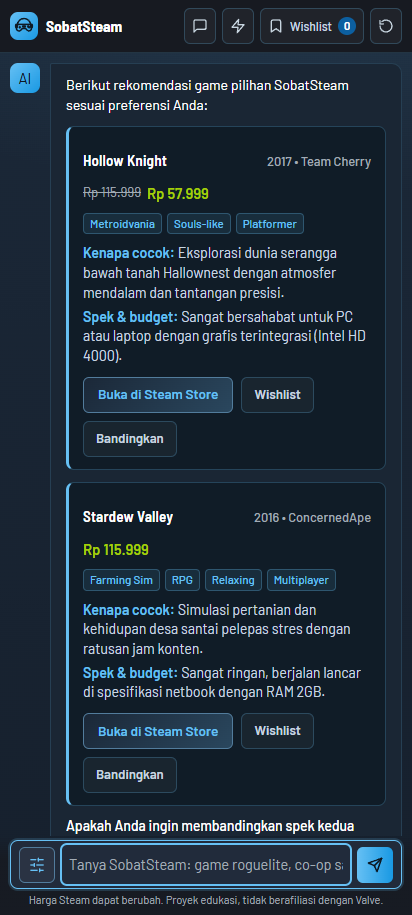 SobatSteam
Wishlist 0
AI
Berikut rekomendasi game pilihan SobatSteam
sesuai preferensi Anda:
Hollow Knight
2017 • Team Cherry
Rp 115.999 Rp 57.999
Metroidvania Souls-like Platformer
Kenapa cocok: Eksplorasi dunia serangga
bawah tanah Hallownest dengan atmosfer
mendalam dan tantangan presisi.
Spek & budget: Sangat bersahabat untuk PC
atau laptop dengan grafis terintegrasi (Intel HD
4000).
Buka di Steam Store Wishlist
Bandingkan
Stardew Valley
2016 • ConcernedApe
Rp 115.999
Farming Sim RPG Relaxing Multiplayer
Kenapa cocok: Simulasi pertanian dan
kehidupan desa santai pelepas stres dengan
ratusan jam konten.
Spek & budget: Sangat ringan, berjalan lancar
di spesifikasi netbook dengan RAM 2GB.
Buka di Steam Store Wishlist
Bandingkan
Apakah Anda ingin membandingkan spek kedua
Tanya SobatSteam: game roguelite, co-op
Harga Steam dapat berubah. Proyek edukasi, tidak berafiliasi dengan Valve.